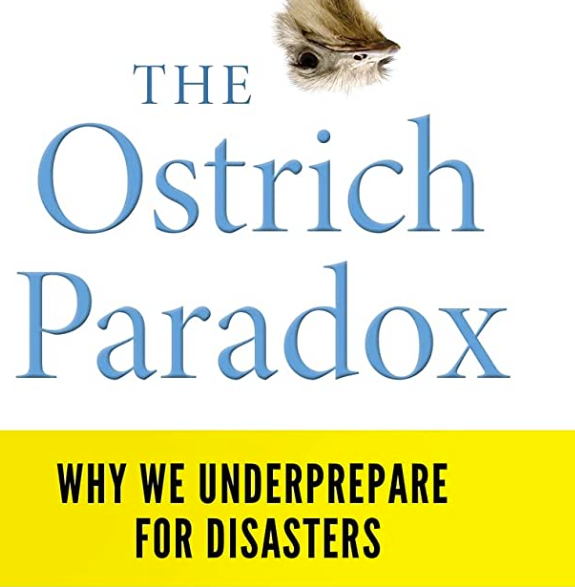 THE
Ostrich
Paradox
WHY WE UNDERPREPARE
FOR DISASTERS